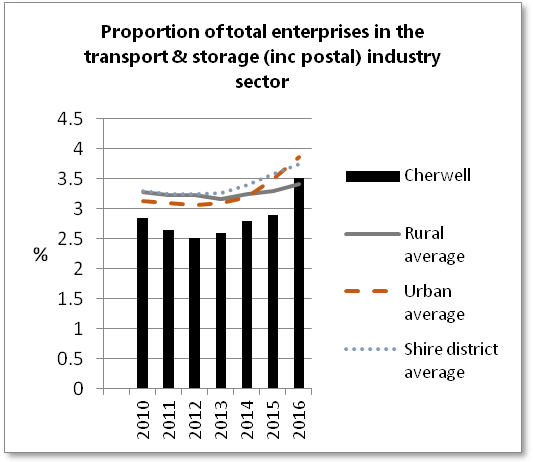 Proportion of total enterprises in the
transport & storage (inc postal) industry
sector
4.5
4
3.5
3
2.5
2
1.5
1
0.5
0
%
2010
2011
2012
2013
2014
2015
2016
Cherwell
Rural
average
Urban
average
Shire district
average